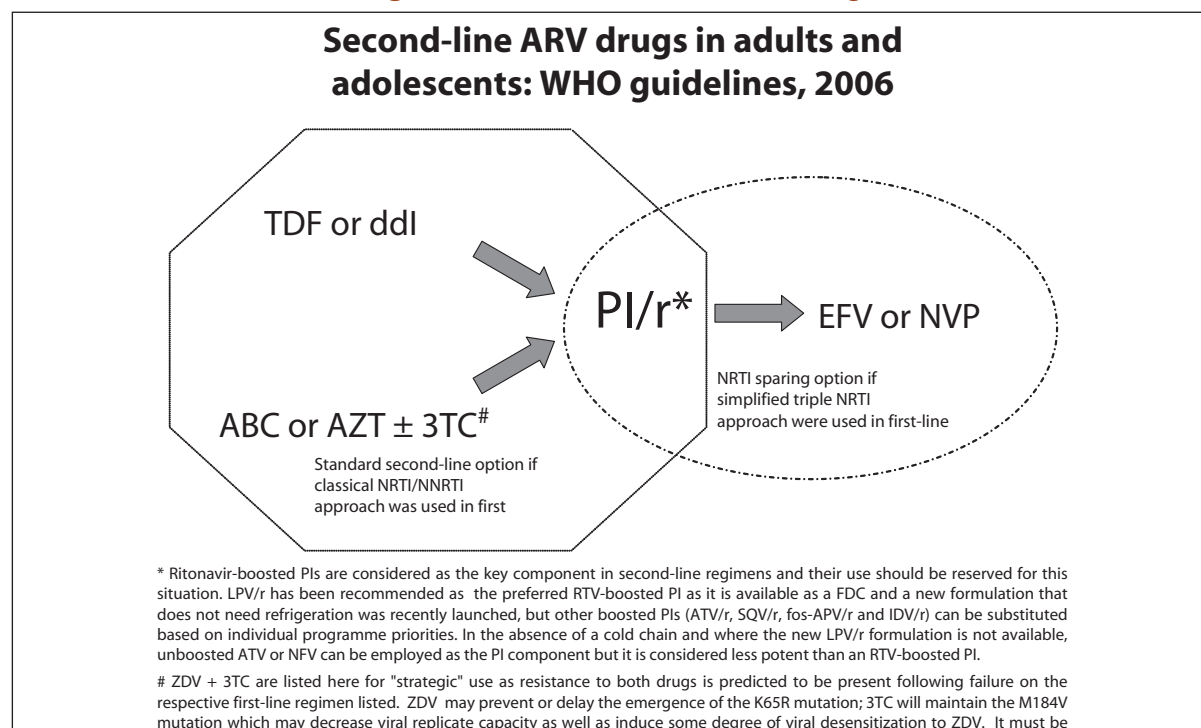 Second-line ARV drugs in adults and
adolescents: WHO guidelines, 2006
TDF or ddI
PI/r*
EFV or NVP
NRTI sparing option if
simplified triple NRTI
approach were used in first-line
ABC or AZT ± 3TC#
Standard second-line option if
classical NRTI/NNRTI
approach was used in first
* Ritonavir-boosted PIs are considered as the key component in second-line regimens and their use should be reserved for this
situation. LPV/r has been recommended as the preferred RTV-boosted PI as it is available as a FDC and a new formulation that
does not need refrigeration was recently launched, but other boosted PIs (ATV/r, SQV/r, fos-APV/r and IDV/r) can be substituted
based on individual programme priorities. In the absence of a cold chain and where the new LPV/r formulation is not available,
unboosted ATV or NFV can be employed as the PI component but it is considered less potent than an RTV-boosted PI.
# ZDV + 3TC are listed here for "strategic" use as resistance to both drugs is predicted to be present following failure on the
respective first-line regimen listed. ZDV may prevent or delay the emergence of the K65R mutation; 3TC will maintain the M184V
mutation which may decrease viral replicate capacity as well as induce some degree of viral desensitization to ZDV. It must be